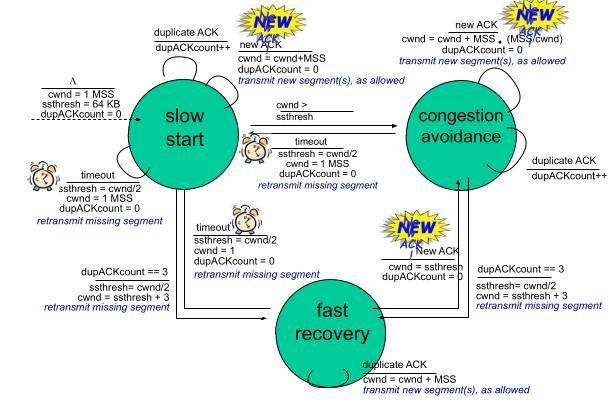 duplicate ACK
dupACKcount++
NEW
ACK
!
new ACK
cwnd = cwnd+MSS
dupACKcount = 0
transmit new segment(s), as allowed
NEW
ACK
!
new ACK
cwnd = cwnd + MSS • (MSS/cwnd)
dupACKcount = 0
transmit new segment(s), as allowed
Λ
cwnd = 1 MSS
ssthresh = 64 KB
dupACKcount = 0
slow
start
cwnd >
ssthresh
timeout
ssthresh = cwnd/2
cwnd = 1 MSS
dupACKcount = 0
retransmit missing segment
congestion
avoidance
duplicate ACK
dupACKcount++
timeout
ssthresh = cwnd/2
cwnd = 1 MSS
dupACKcount = 0
retransmit missing segment
timeout
ssthresh = cwnd/2
cwnd = 1
dupACKcount = 0
retransmit missing segment
NEW
ACK
!
New ACK
cwnd = ssthresh
dupACKcount = 0
dupACKcount == 3
ssthresh= cwnd/2
cwnd = ssthresh + 3
retransmit missing segment
dupACKcount == 3
ssthresh= cwnd/2
cwnd = ssthresh + 3
retransmit missing segment
fast
recovery
duplicate ACK
cwnd = cwnd + MSS
transmit new segment(s), as allowed